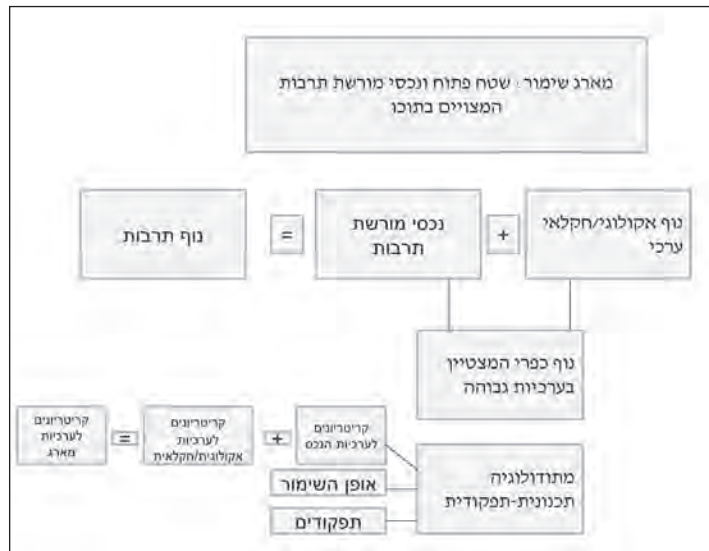 מארג שימור: שטח פתוח ונכסי מורשת תרבות
המצויים בתוכו
נוף אקולוגי/חקלאי
ערכי
+
נכסי מורשת
תרבות
=
נוף תרבות
נוף כפרי המצטיין
בערכיות גבוהה
קריטריונים
לערכיות הנכס
+
קריטריונים
לערכיות
אקולוגית/חקלאית
=
קריטריונים
לערכיות
מארג
מתודולוגיה
תכנונית-תפקודית
אופן השימור
תפקודים